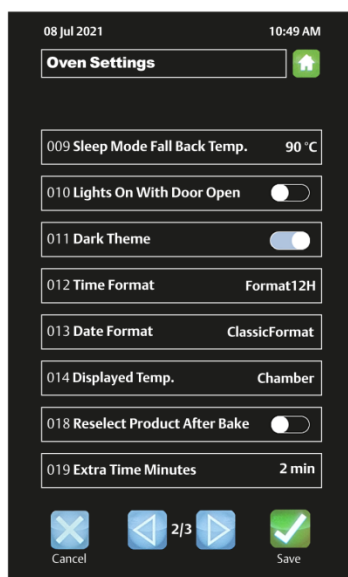 08 Jul 2021 10:49 AM
Oven Settings
009 Sleep Mode Fall Back Temp. 90 °C
010 Lights On With Door Open
011 Dark Theme
012 Time Format Format12H
013 Date Format ClassicFormat
014 Displayed Temp. Chamber
018 Reselect Product After Bake
019 Extra Time Minutes 2 min
2/3
Cancel Save